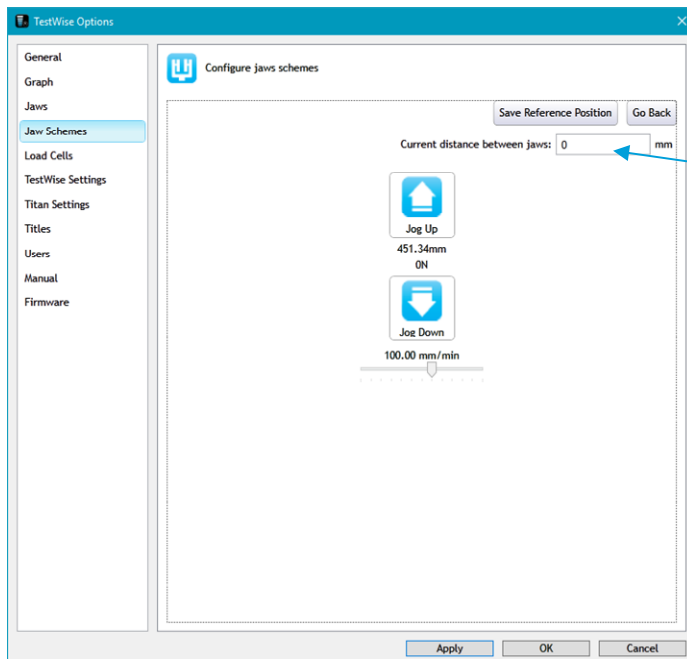 TestWise Options
General
Graph
Jaws
Jaw Schemes
Load Cells
TestWise Settings
Titan Settings
Titles
Users
Manual
Firmware
Configure jaws schemes
Save Reference Position
Go Back
Current distance between jaws: 0 mm
Jog Up
451.34mm
0N
Jog Down
100.00 mm/min
Apply
OK
Cancel